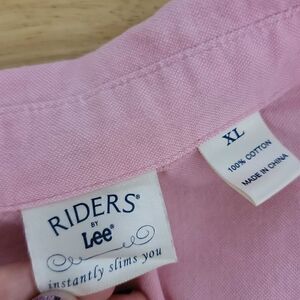 RIDERS®
BY
Lee®
instantly slims you
XL
100% COTTON
MADE IN CHINA